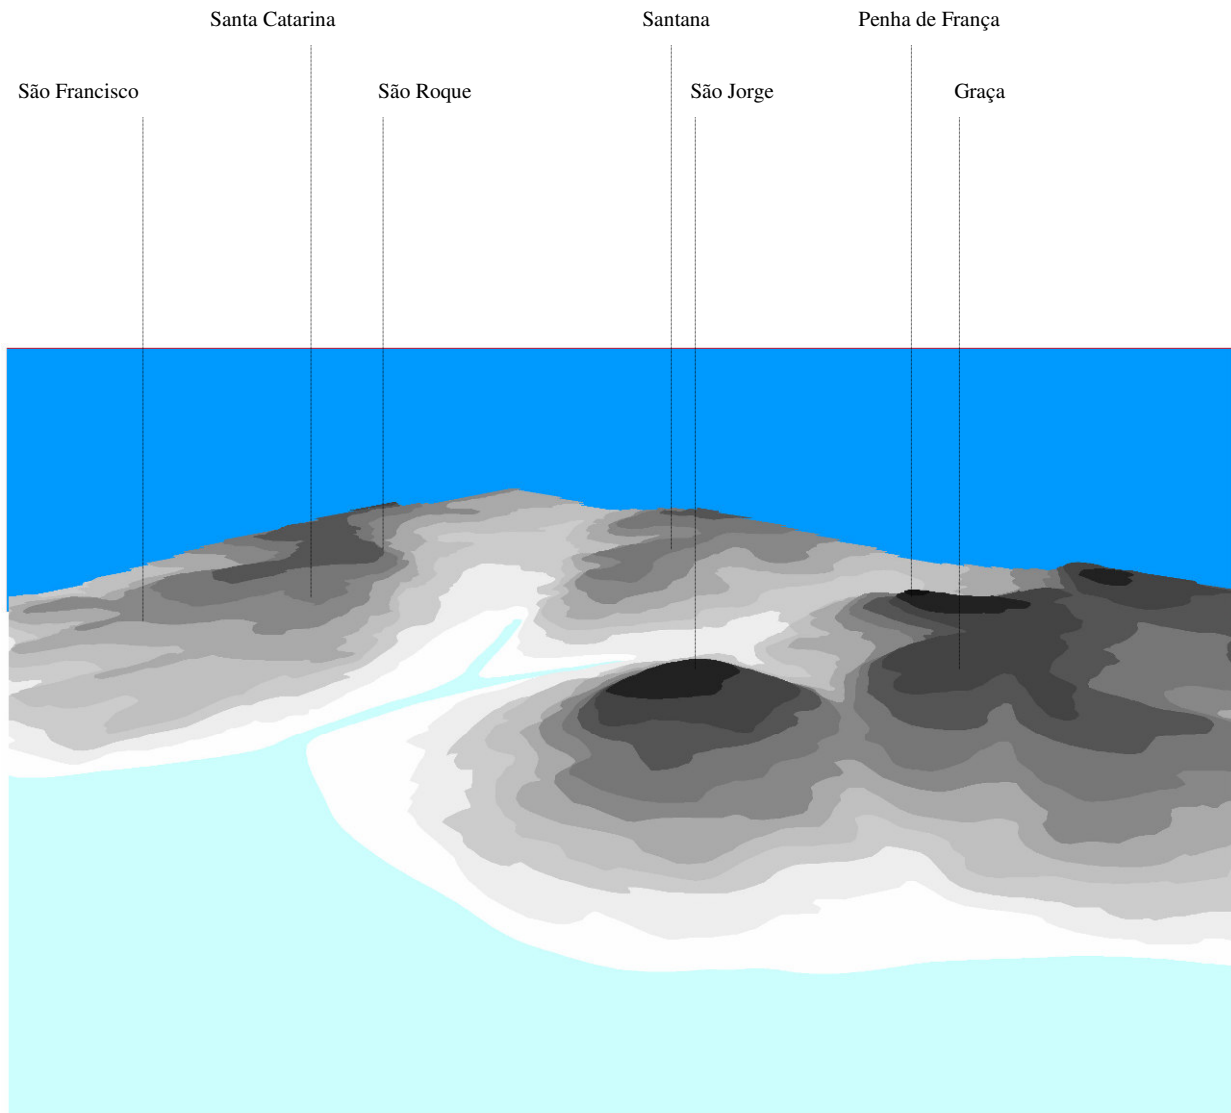 Santa Catarina
Santana
Penha de França
São Francisco
São Roque
São Jorge
Graça